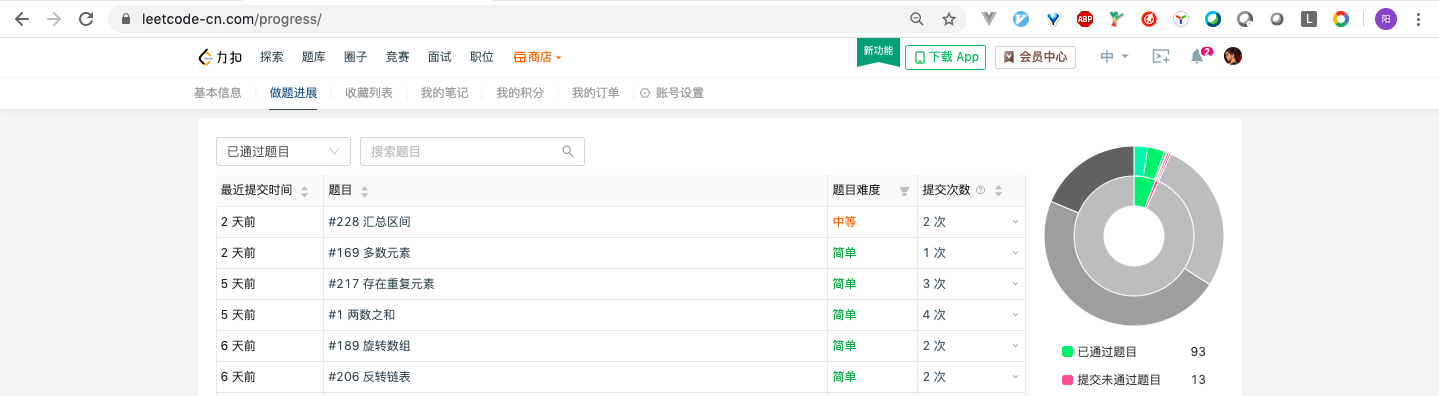 leetcode-cn.com/progress/
ABP
L
阳
力扣 探索 题库 圈子 竞赛 面试 职位 商店 新功能 下载 App 会员中心 中 2
基本信息 做题进展 收藏列表 我的笔记 我的积分 我的订单 账号设置
已通过题目 搜索题目
最近提交时间 题目 题目难度 提交次数
2 天前 #228 汇总区间 中等 2 次
2 天前 #169 多数元素 简单 1 次
5 天前 #217 存在重复元素 简单 3 次
5 天前 #1 两数之和 简单 4 次
6 天前 #189 旋转数组 简单 2 次
6 天前 #206 反转链表 简单 2 次
已通过题目 93
提交未通过题目 13